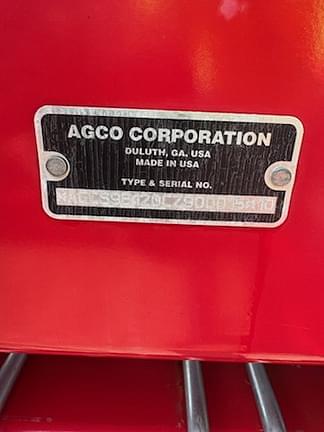 AGCO CORPORATION
DULUTH, GA, USA
MADE IN USA
TYPE & SERIAL NO.